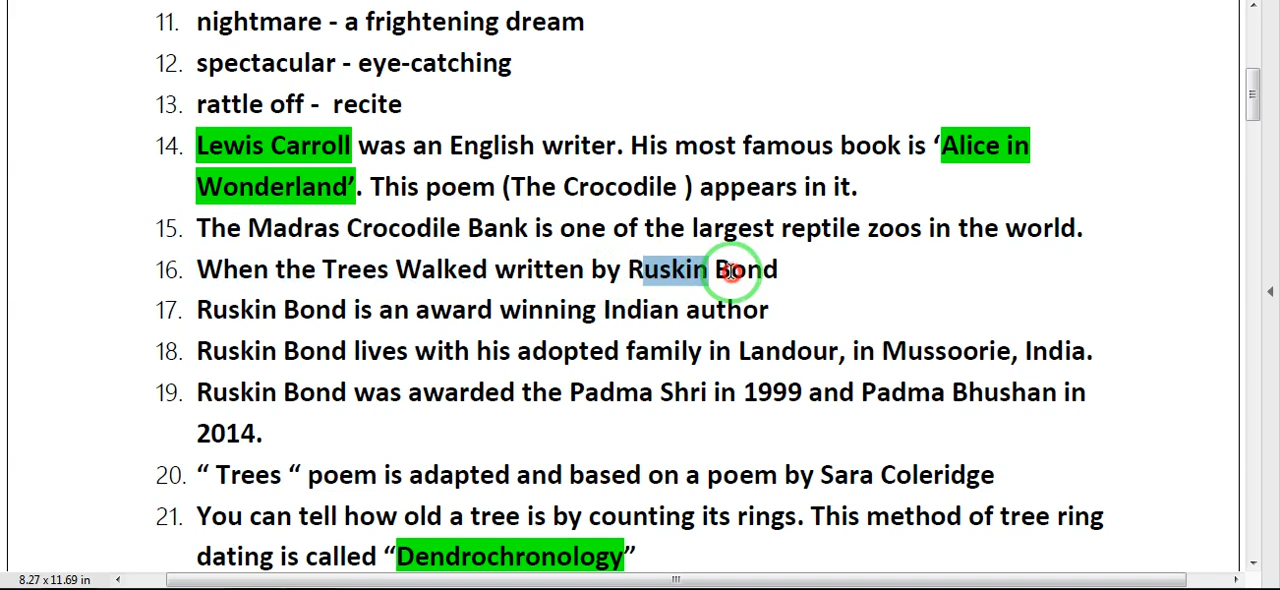 11. nightmare - a frightening dream
12. spectacular - eye-catching
13. rattle off -  recite
14. Lewis Carroll was an English writer. His most famous book is ‘Alice in
Wonderland’. This poem (The Crocodile ) appears in it.
15. The Madras Crocodile Bank is one of the largest reptile zoos in the world.
16. When the Trees Walked written by Ruskin Bond
17. Ruskin Bond is an award winning Indian author
18. Ruskin Bond lives with his adopted family in Landour, in Mussoorie, India.
19. Ruskin Bond was awarded the Padma Shri in 1999 and Padma Bhushan in
2014.
20. “ Trees “ poem is adapted and based on a poem by Sara Coleridge
21. You can tell how old a tree is by counting its rings. This method of tree ring
dating is called “Dendrochronology”
8.27 x 11.69 in